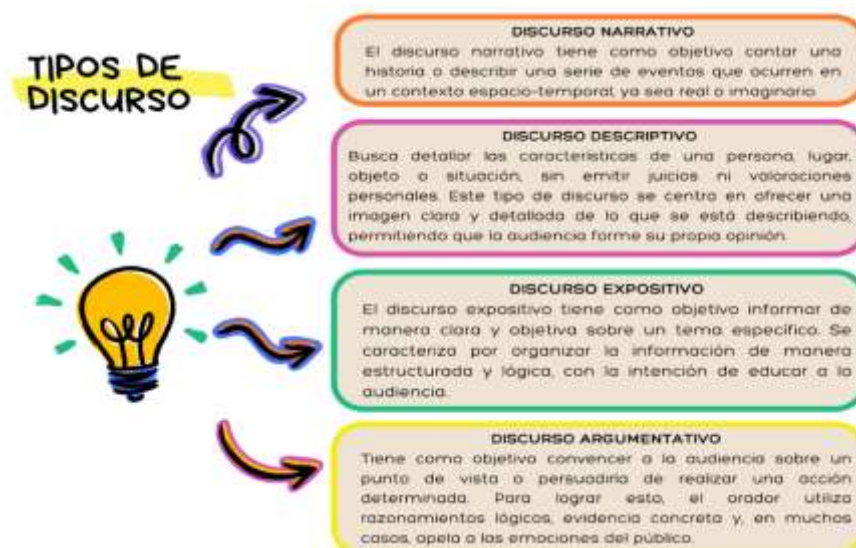 TIPOS DE
DISCURSO
DISCURSO NARRATIVO
El discurso narrativo tiene como objetivo contar una
historia o describir una serie de eventos que ocurren en
un contexto espacio-temporal, ya sea real o imaginario.
DISCURSO DESCRIPTIVO
Busca detallar las características de una persona, lugar,
objeto o situación, sin emitir juicios ni valoraciones
personales. Este tipo de discurso se centra en ofrecer una
imagen clara y detallada de lo que se está describiendo,
permitiendo que la audiencia forme su propia opinión.
DISCURSO EXPOSITIVO
El discurso expositivo tiene como objetivo informar de
manera clara y objetiva sobre un tema específico. Se
caracteriza por organizar la información de manera
estructurada y lógica, con la intención de educar a la
audiencia.
DISCURSO ARGUMENTATIVO
Tiene como objetivo convencer a la audiencia sobre un
punto de vista o persuadirla de realizar una acción
determinada. Para lograr esto, el orador utiliza
razonamientos lógicos, evidencia concreta y, en muchos
casos, apela a las emociones del público.